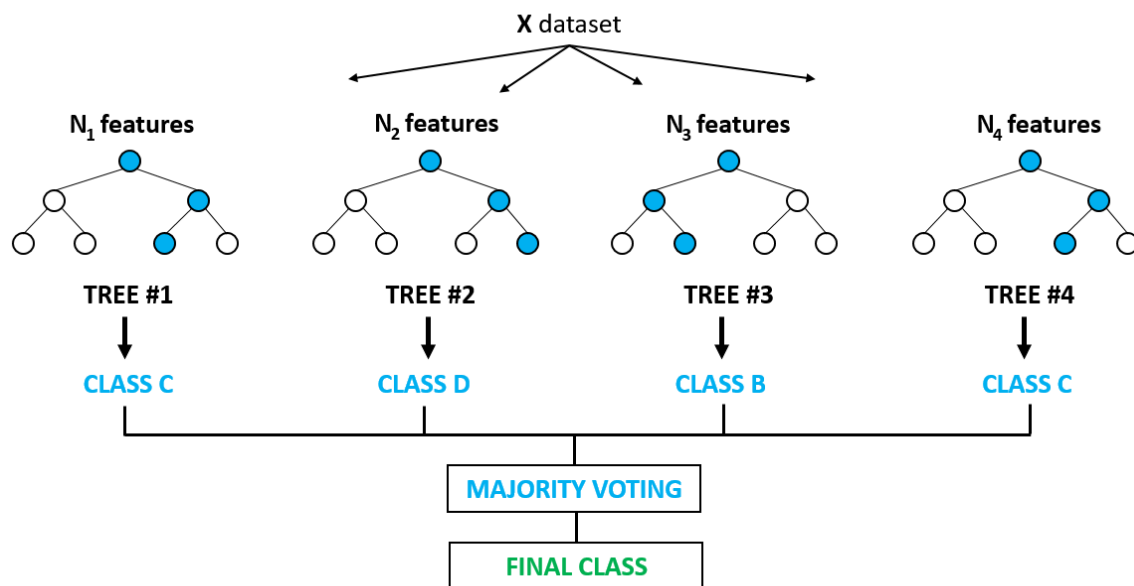 X dataset
N₁ features
N₂ features
N₃ features
N₄ features
TREE #1
TREE #2
TREE #3
TREE #4
CLASS C
CLASS D
CLASS B
CLASS C
MAJORITY VOTING
FINAL CLASS